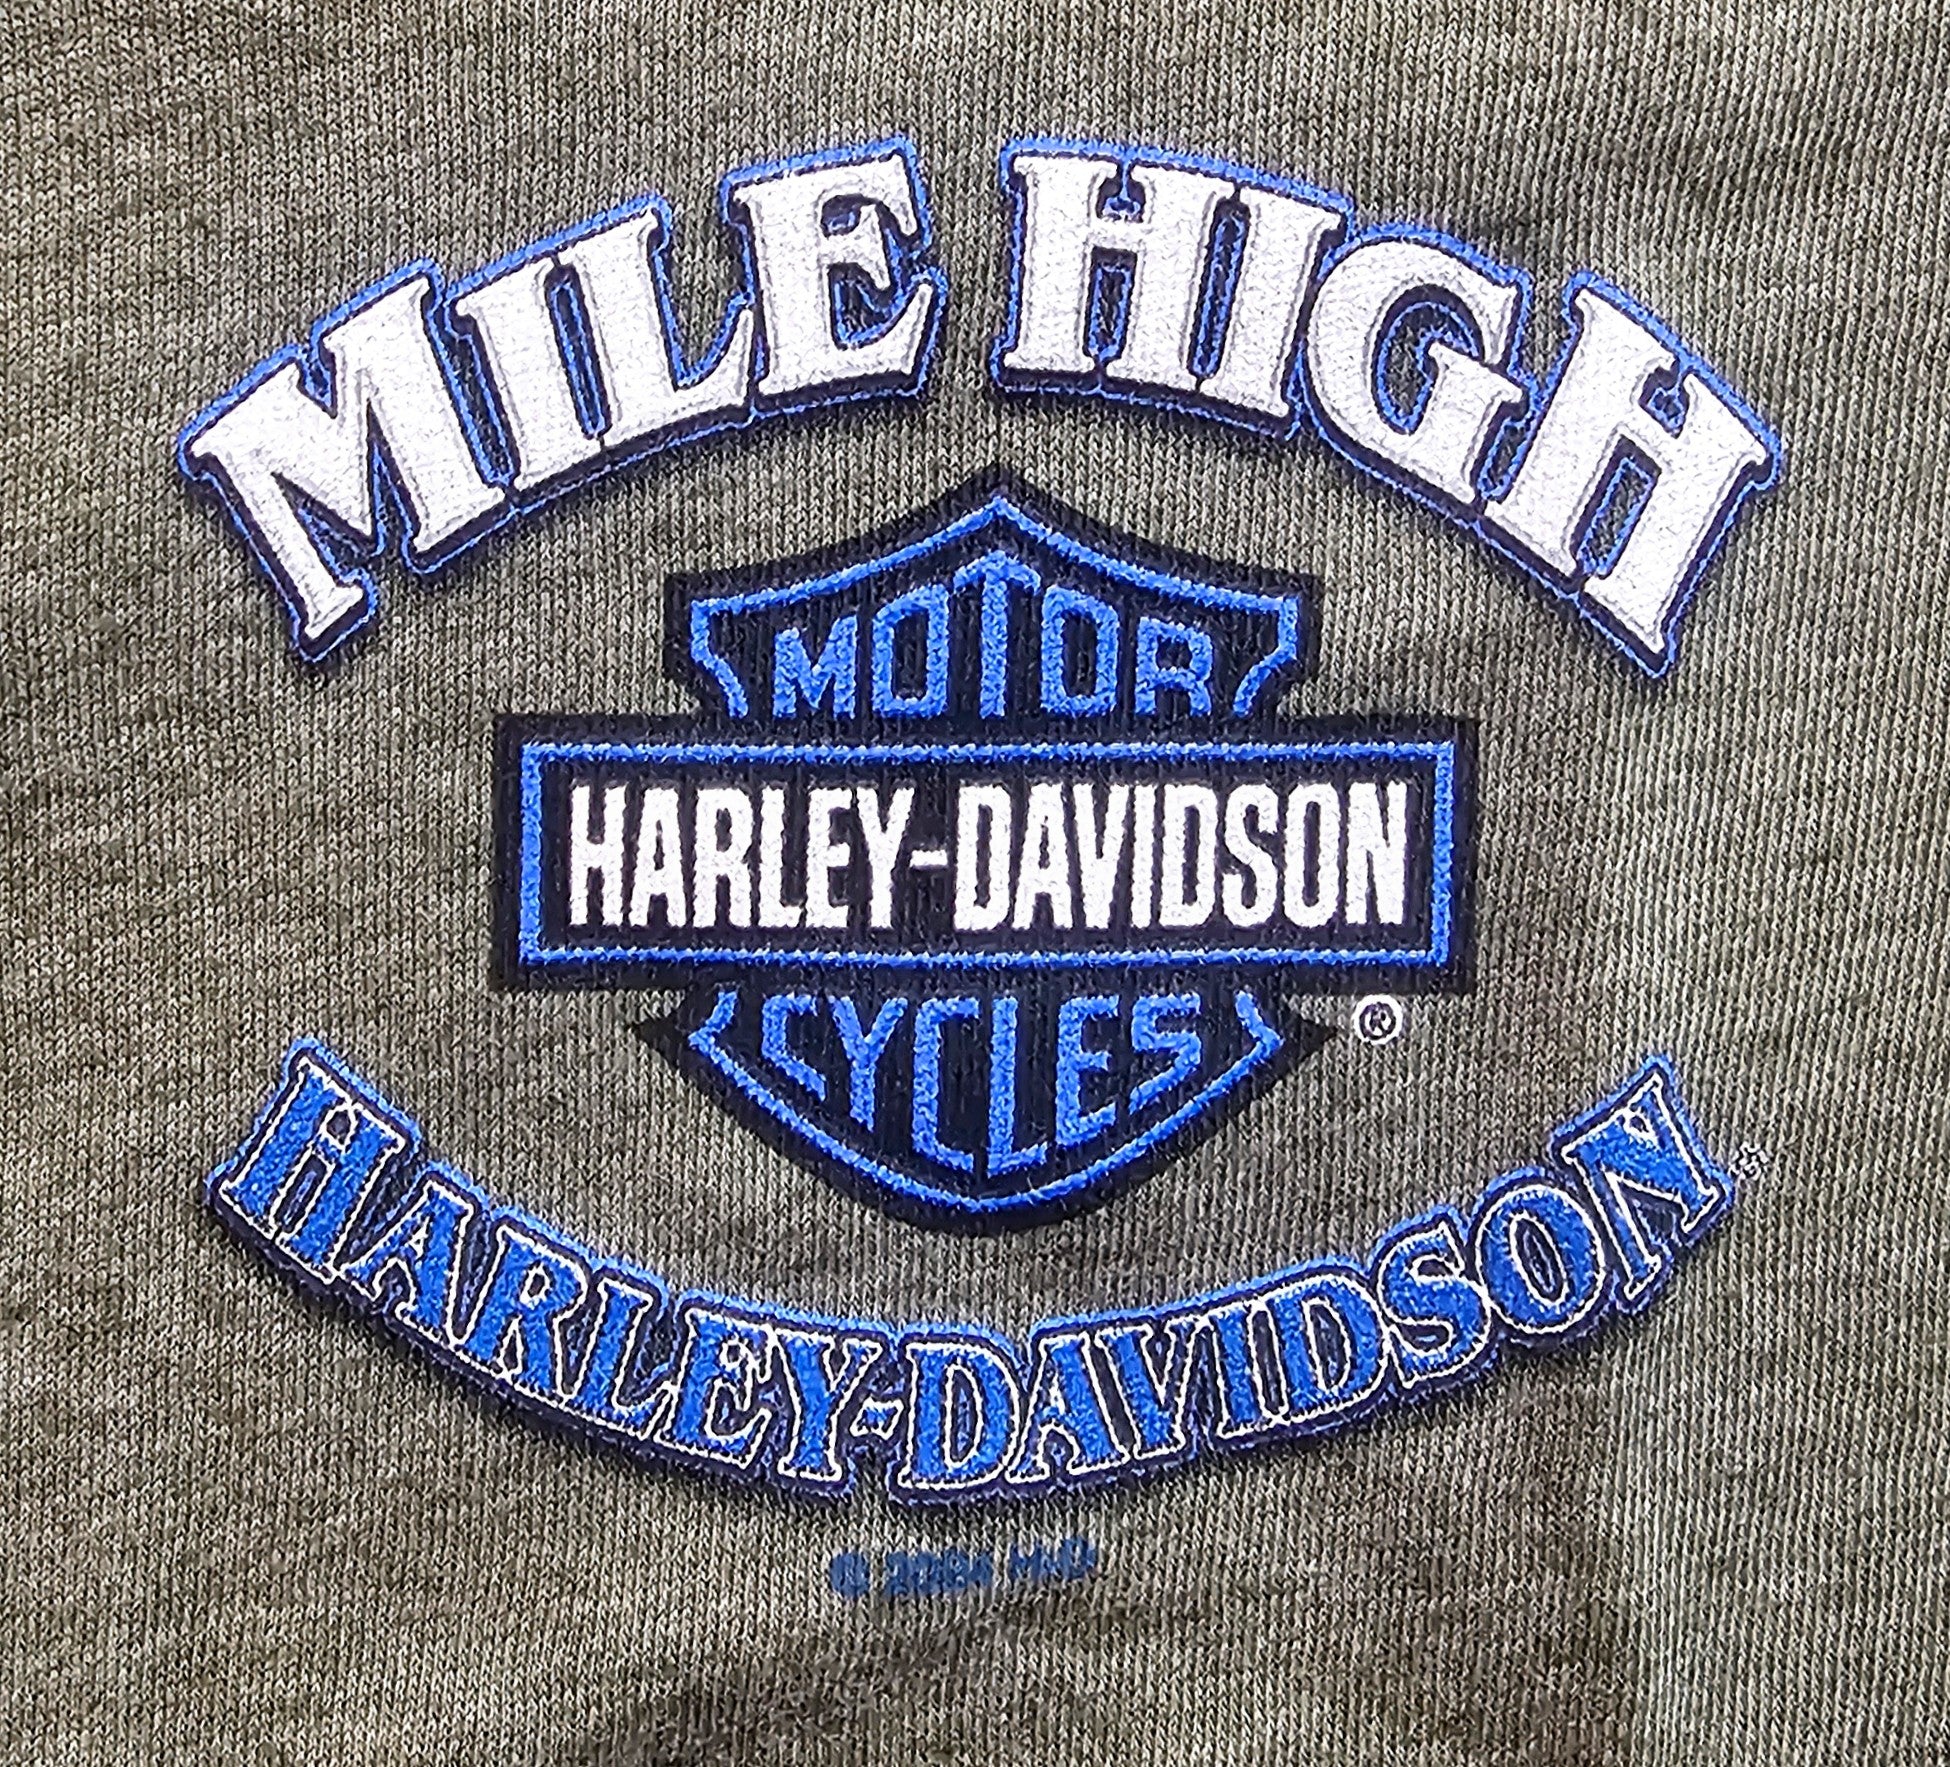 MILE HIGH
MOTOR
HARLEY-DAVIDSON
CYCLES
®
HARLEY-DAVIDSON
© H-D